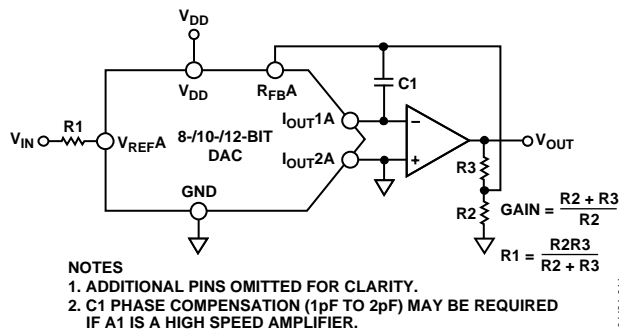 VDD
VDD
RFBA
C1
IOUT1A
8-/10-/12-BIT
DAC
VIN
R1
VREFA
IOUT2A
VOUT
R3
GND
R2
GAIN = R2 + R3
R2
R1 = R2R3
R2 + R3
NOTES
1. ADDITIONAL PINS OMITTED FOR CLARITY.
2. C1 PHASE COMPENSATION (1pF TO 2pF) MAY BE REQUIRED
IF A1 IS A HIGH SPEED AMPLIFIER.